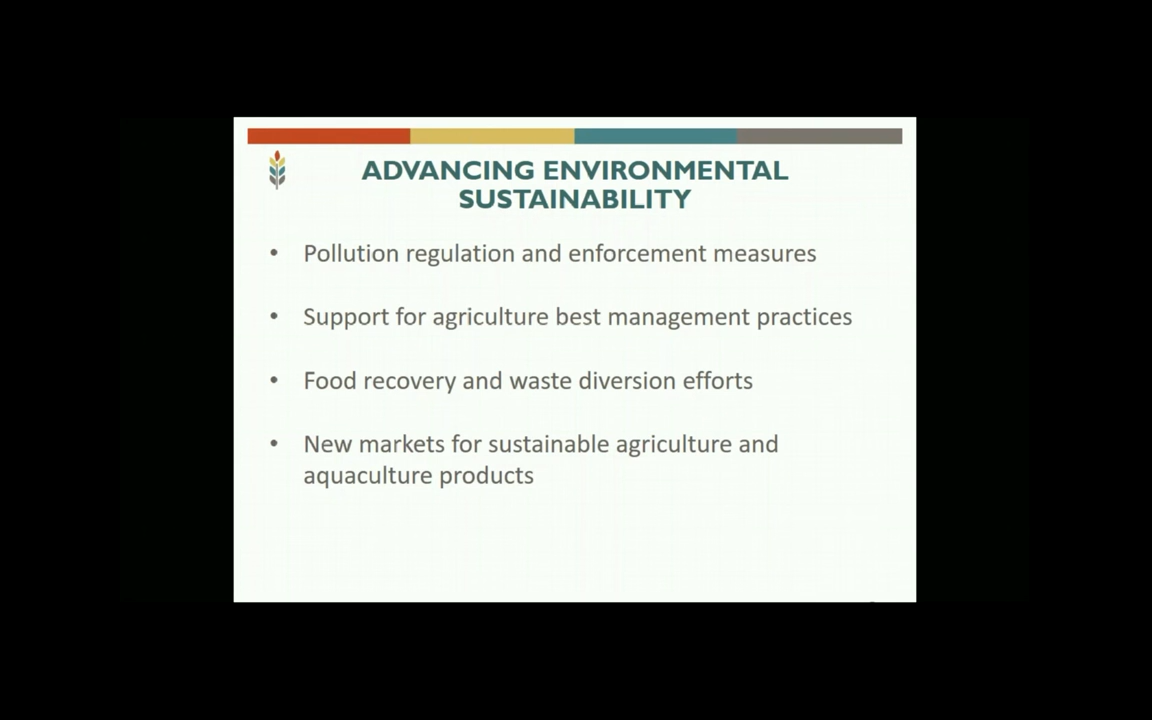 ADVANCING ENVIRONMENTAL
SUSTAINABILITY
• Pollution regulation and enforcement measures
• Support for agriculture best management practices
• Food recovery and waste diversion efforts
• New markets for sustainable agriculture and
aquaculture products